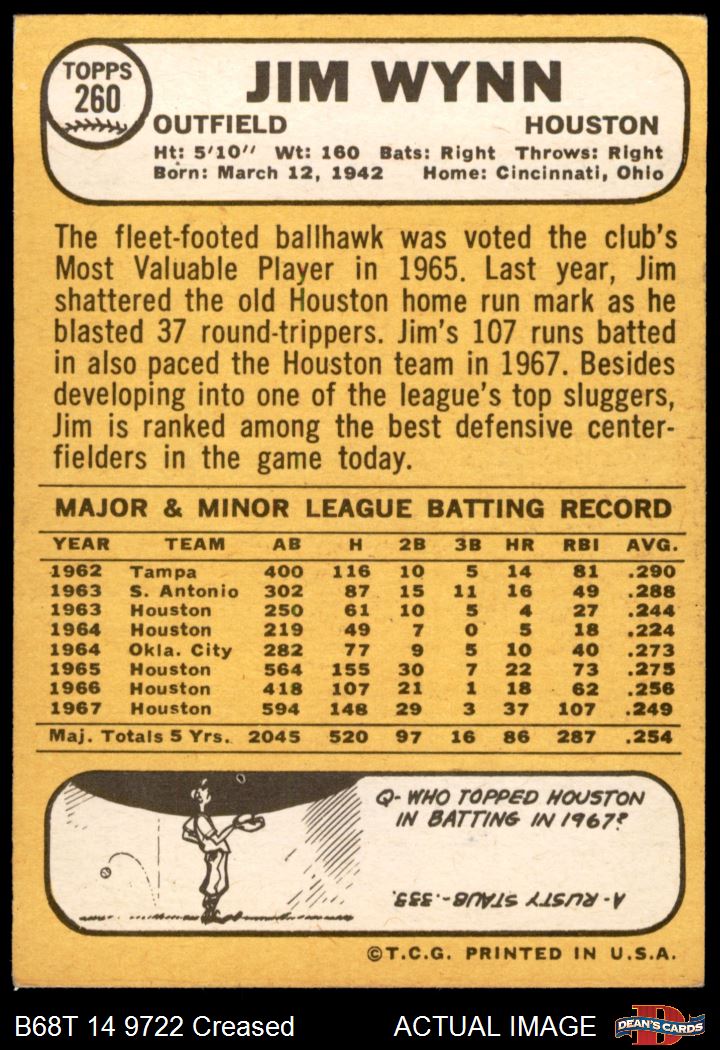 TOPPS
260
JIM WYNN
OUTFIELD HOUSTON
Ht: 5'10" Wt: 160 Bats: Right Throws: Right
Born: March 12, 1942 Home: Cincinnati, Ohio
The fleet-footed ballhawk was voted the club's
Most Valuable Player in 1965. Last year, Jim
shattered the old Houston home run mark as he
blasted 37 round-trippers. Jim's 107 runs batted
in also paced the Houston team in 1967. Besides
developing into one of the league's top sluggers,
Jim is ranked among the best defensive center-
fielders in the game today.
MAJOR & MINOR LEAGUE BATTING RECORD
YEAR TEAM AB H 2B 3B HR RBI AVG.
1962 Tampa 400 116 10 5 14 81 .290
1963 S. Antonio 302 87 15 11 16 49 .288
1963 Houston 250 61 10 5 4 27 .244
1964 Houston 219 49 7 0 5 18 .224
1964 Okla. City 282 77 9 5 10 40 .273
1965 Houston 564 155 30 7 22 73 .275
1966 Houston 418 107 21 1 18 62 .256
1967 Houston 594 148 29 3 37 107 .249
Maj. Totals 5 Yrs. 2045 520 97 16 86 287 .254
Q- WHO TOPPED HOUSTON
IN BATTING IN 1967?
A- RUSTY STAUB-.333.
©T.C.G. PRINTED IN U.S.A.
B68T 14 9722 Creased ACTUAL IMAGE
D
DEAN'S CARDS